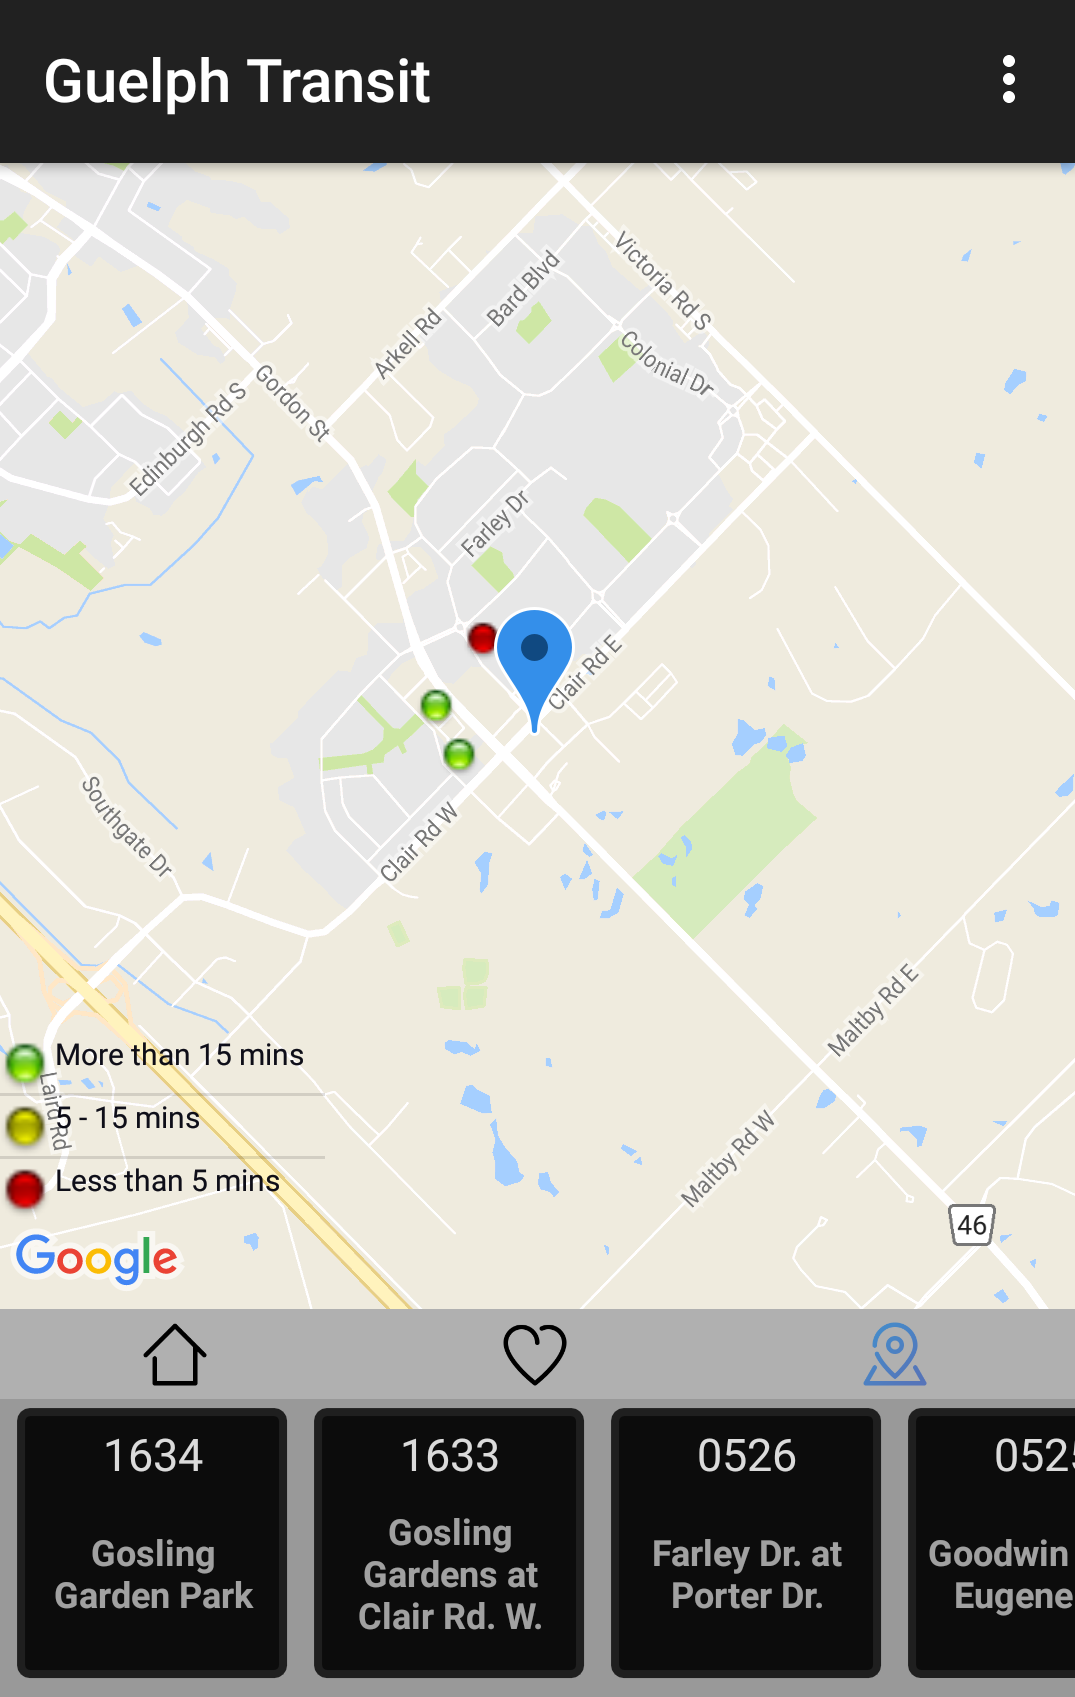 Guelph Transit
Victoria Rd S
Bard Blvd
Arkell Rd
Colonial Dr
Gordon St
Edinburgh Rd S
Farley Dr
Clair Rd E
Southgate Dr
Clair Rd W
Maltby Rd E
More than 15 mins
Laird Rd
5 - 15 mins
Maltby Rd W
Less than 5 mins
46
Google
1634
Gosling
Garden Park
1633
Gosling
Gardens at
Clair Rd. W.
0526
Farley Dr. at
Porter Dr.
052
Goodwin
Eugene